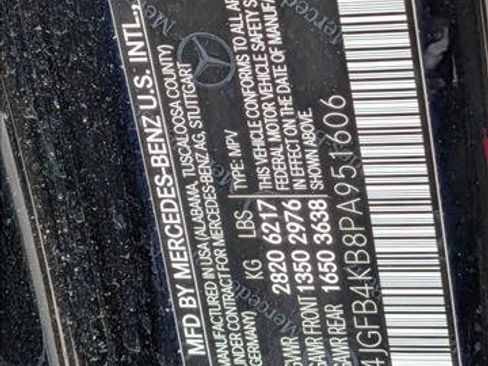 MFD BY MERCEDES-BENZ U.S. INTL.,
MANUFACTURED IN USA (ALABAMA, TUSCALOOSA COUNTY)
UNDER CONTRACT FOR MERCEDES-BENZ AG, STUTTGART
GERMANY)
KG LBS TYPE: MPV
GVWR 2820 6217 THIS VEHICLE CONFORMS TO ALL
GAWR FRONT 1350 2976 FEDERAL MOTOR VEHICLE SAFETY
GAWR REAR 1650 3638 IN EFFECT ON THE DATE OF
SHOWN ABOVE.
4JGFB4KB8PA951606